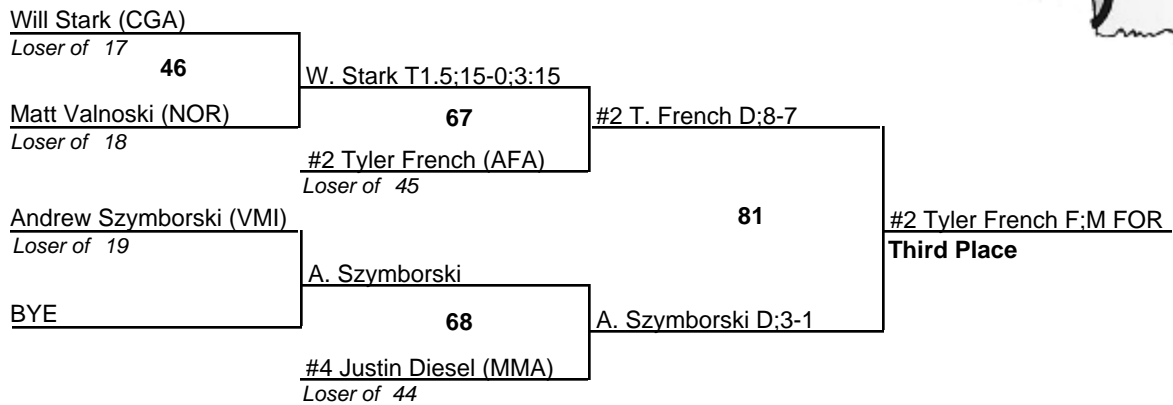 Will Stark (CGA)
Loser of 17
46
W. Stark T1.5;15-0;3:15
Matt Valnoski (NOR)
Loser of 18
67
#2 T. French D;8-7
#2 Tyler French (AFA)
Loser of 45
Andrew Szymborski (VMI)
Loser of 19
81
#2 Tyler French F;M FOR
Third Place
A. Szymborski
BYE
68
A. Szymborski D;3-1
#4 Justin Diesel (MMA)
Loser of 44